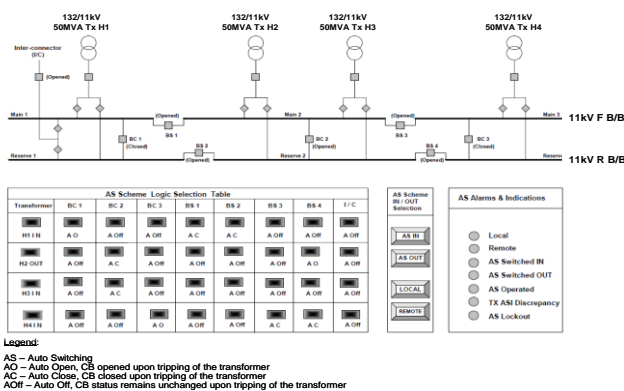 132/11kV 132/11kV 132/11kV 132/11kV
50MVA Tx H1 50MVA Tx H2 50MVA Tx H3 50MVA Tx H4
Inter-connector
(I/C)
(Opened)
Main 1 (Opened) Main 2 (Opened) Main 3 11kV F B/B
BS 1 BS 3
BC 1 BS 2 BC 2 BS 4 BC 3
(Closed) (Opened) (Closed)
Reserve 1 (Opened) Reserve 2 (Opened) Reserve 11kV R B/B
AS Scheme Logic Selection Table
Transformer BC 1 BC 2 BC 3 BS 1 BS 2 BS 3 BS 4 I / C
H1 I N A O A Off A Off A C A C A Off A Off A Off
H2 OUT A Off A C A Off A Off A Off A Off A O A Off
H3 I N A Off A Off A C A Off A Off A C A Off A Off
H4 I N A Off A Off A O A Off A Off A C A C A Off
AS Scheme
IN / OUT
Selection
AS IN
AS OUT
LOCAL
REMOTE
AS Alarms & Indications
Local
Remote
AS Switched IN
AS Switched OUT
AS Operated
TX ASI Discrepancy
AS Lockout
Legend:
AS – Auto Switching
AO – Auto Open, CB opened upon tripping of the transformer
AC – Auto Close, CB closed upon tripping of the transformer
AOff – Auto Off, CB status remains unchanged upon tripping of the transformer